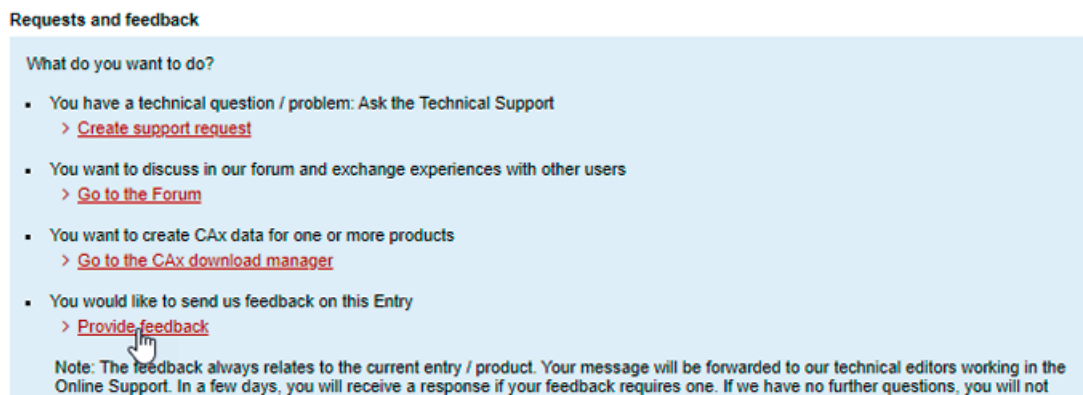 Requests and feedback
What do you want to do?
▪ You have a technical question / problem: Ask the Technical Support
> Create support request
▪ You want to discuss in our forum and exchange experiences with other users
> Go to the Forum
▪ You want to create CAx data for one or more products
> Go to the CAx download manager
▪ You would like to send us feedback on this Entry
> Provide feedback
Note: The feedback always relates to the current entry / product. Your message will be forwarded to our technical editors working in the
Online Support. In a few days, you will receive a response if your feedback requires one. If we have no further questions, you will not